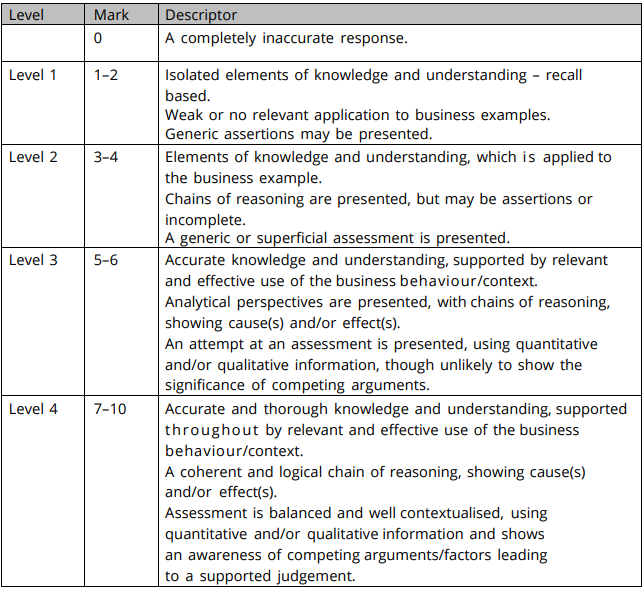 Level Mark Descriptor
0 A completely inaccurate response.
Level 1 1–2 Isolated elements of knowledge and understanding – recall
based.
Weak or no relevant application to business examples.
Generic assertions may be presented.
Level 2 3–4 Elements of knowledge and understanding, which is applied to
the business example.
Chains of reasoning are presented, but may be assertions or
incomplete.
A generic or superficial assessment is presented.
Level 3 5–6 Accurate knowledge and understanding, supported by relevant
and effective use of the business behaviour/context.
Analytical perspectives are presented, with chains of reasoning,
showing cause(s) and/or effect(s).
An attempt at an assessment is presented, using quantitative
and/or qualitative information, though unlikely to show the
significance of competing arguments.
Level 4 7–10 Accurate and thorough knowledge and understanding, supported
throughout by relevant and effective use of the business
behaviour/context.
A coherent and logical chain of reasoning, showing cause(s)
and/or effect(s).
Assessment is balanced and well contextualised, using
quantitative and/or qualitative information and shows
an awareness of competing arguments/factors leading
to a supported judgement.